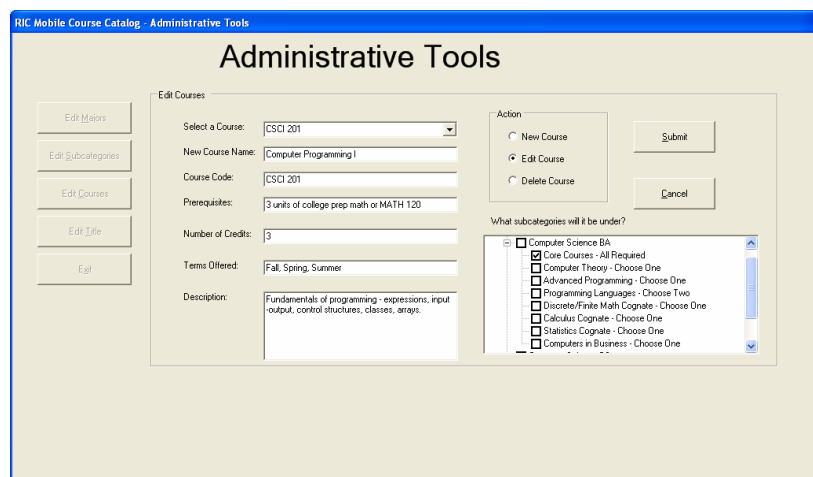 RIC Mobile Course Catalog - Administrative Tools
Administrative Tools
Edit Majors
Edit Subcategories
Edit Courses
Edit Title
Exit
Edit Courses
Select a Course: CSCI 201
New Course Name: Computer Programming I
Course Code: CSCI 201
Prerequisites: 3 units of college prep math or MATH 120
Number of Credits: 3
Terms Offered: Fall, Spring, Summer
Description: Fundamentals of programming - expressions, input
-output, control structures, classes, arrays.
Action
New Course
Edit Course
Delete Course
Submit
Cancel
What subcategories will it be under?
Computer Science BA
Core Courses - All Required
Computer Theory - Choose One
Advanced Programming - Choose One
Programming Languages - Choose Two
Discrete/Finite Math Cognate - Choose One
Calculus Cognate - Choose One
Statistics Cognate - Choose One
Computers in Business - Choose One